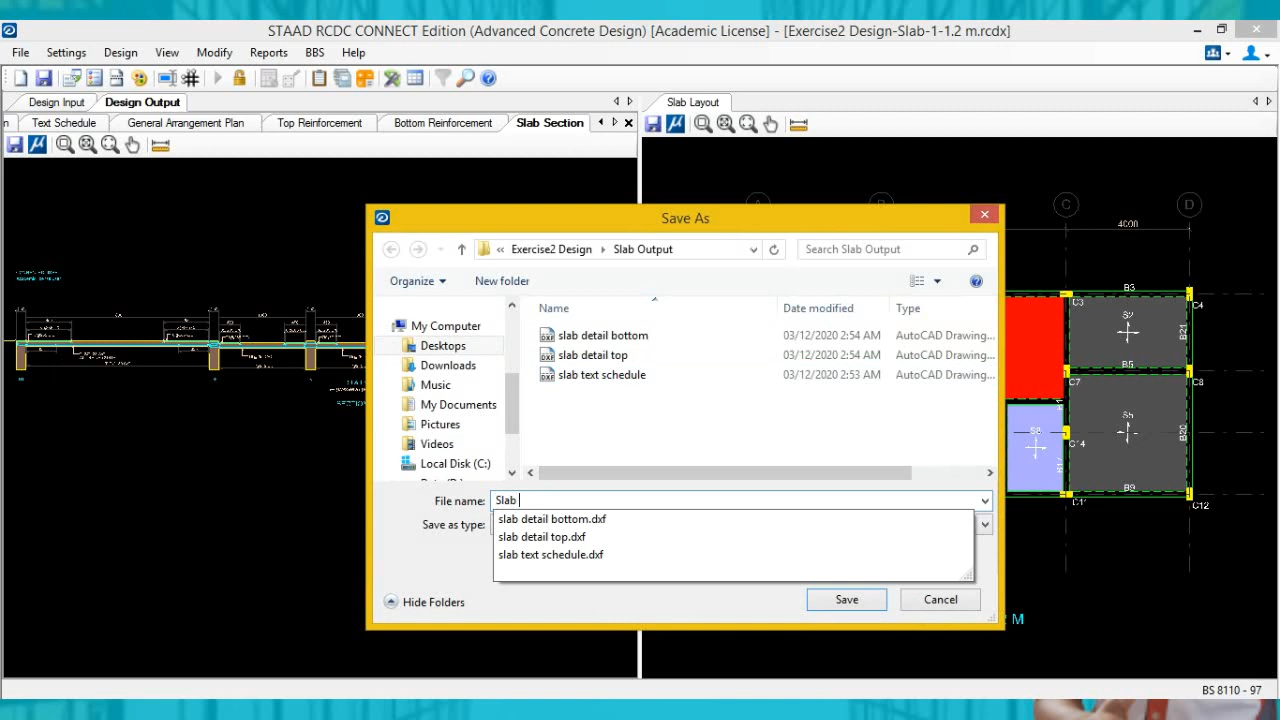 STAAD RCDC CONNECT Edition (Advanced Concrete Design) [Academic License] - [Exercise2 Design-Slab-1-1.2 m.rcdx]
File Settings Design View Modify Reports BBS Help
Design Input Design Output
Slab Layout
n Text Schedule General Arrangement Plan Top Reinforcement Bottom Reinforcement Slab Section
Save As
C D
4000
« Exercise2 Design Slab Output Search Slab Output
Organize New folder
Name Date modified Type
My Computer
Desktops
Downloads
Music
My Documents
Pictures
Videos
Local Disk (C:)
slab detail bottom 03/12/2020 2:54 AM AutoCAD Drawing...
slab detail top 03/12/2020 2:54 AM AutoCAD Drawing...
slab text schedule 03/12/2020 2:53 AM AutoCAD Drawing...
File name: Slab
Save as type:
slab detail bottom.dxf
slab detail top.dxf
slab text schedule.dxf
Hide Folders Save Cancel
B3
C3 C4
S2
B21
B5
C7 C8
S5
B20
C14
B9
C11 C12
M
BS 8110 - 97